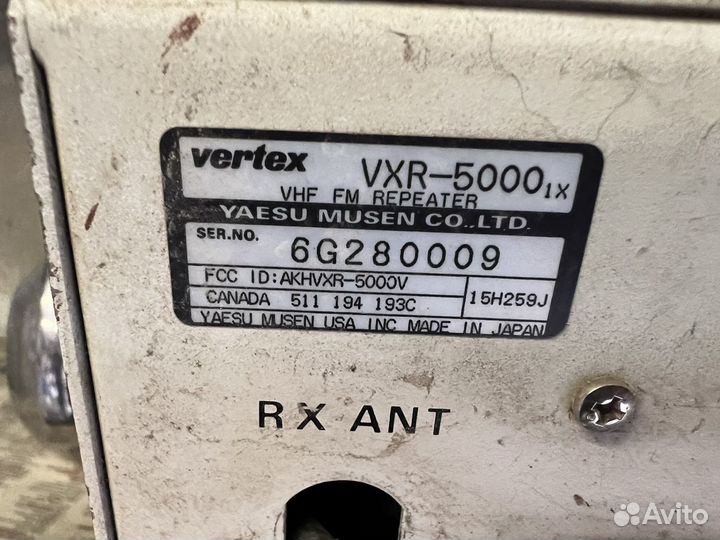 vertex VXR-5000 1X
VHF FM REPEATER
YAESU MUSEN CO.,LTD.
SER.NO. 6G280009
FCC ID:AKHVXR-5000V
CANADA 511 194 193C 15H259J
YAESU MUSEN USA INC MADE IN JAPAN
RX ANT
Avito